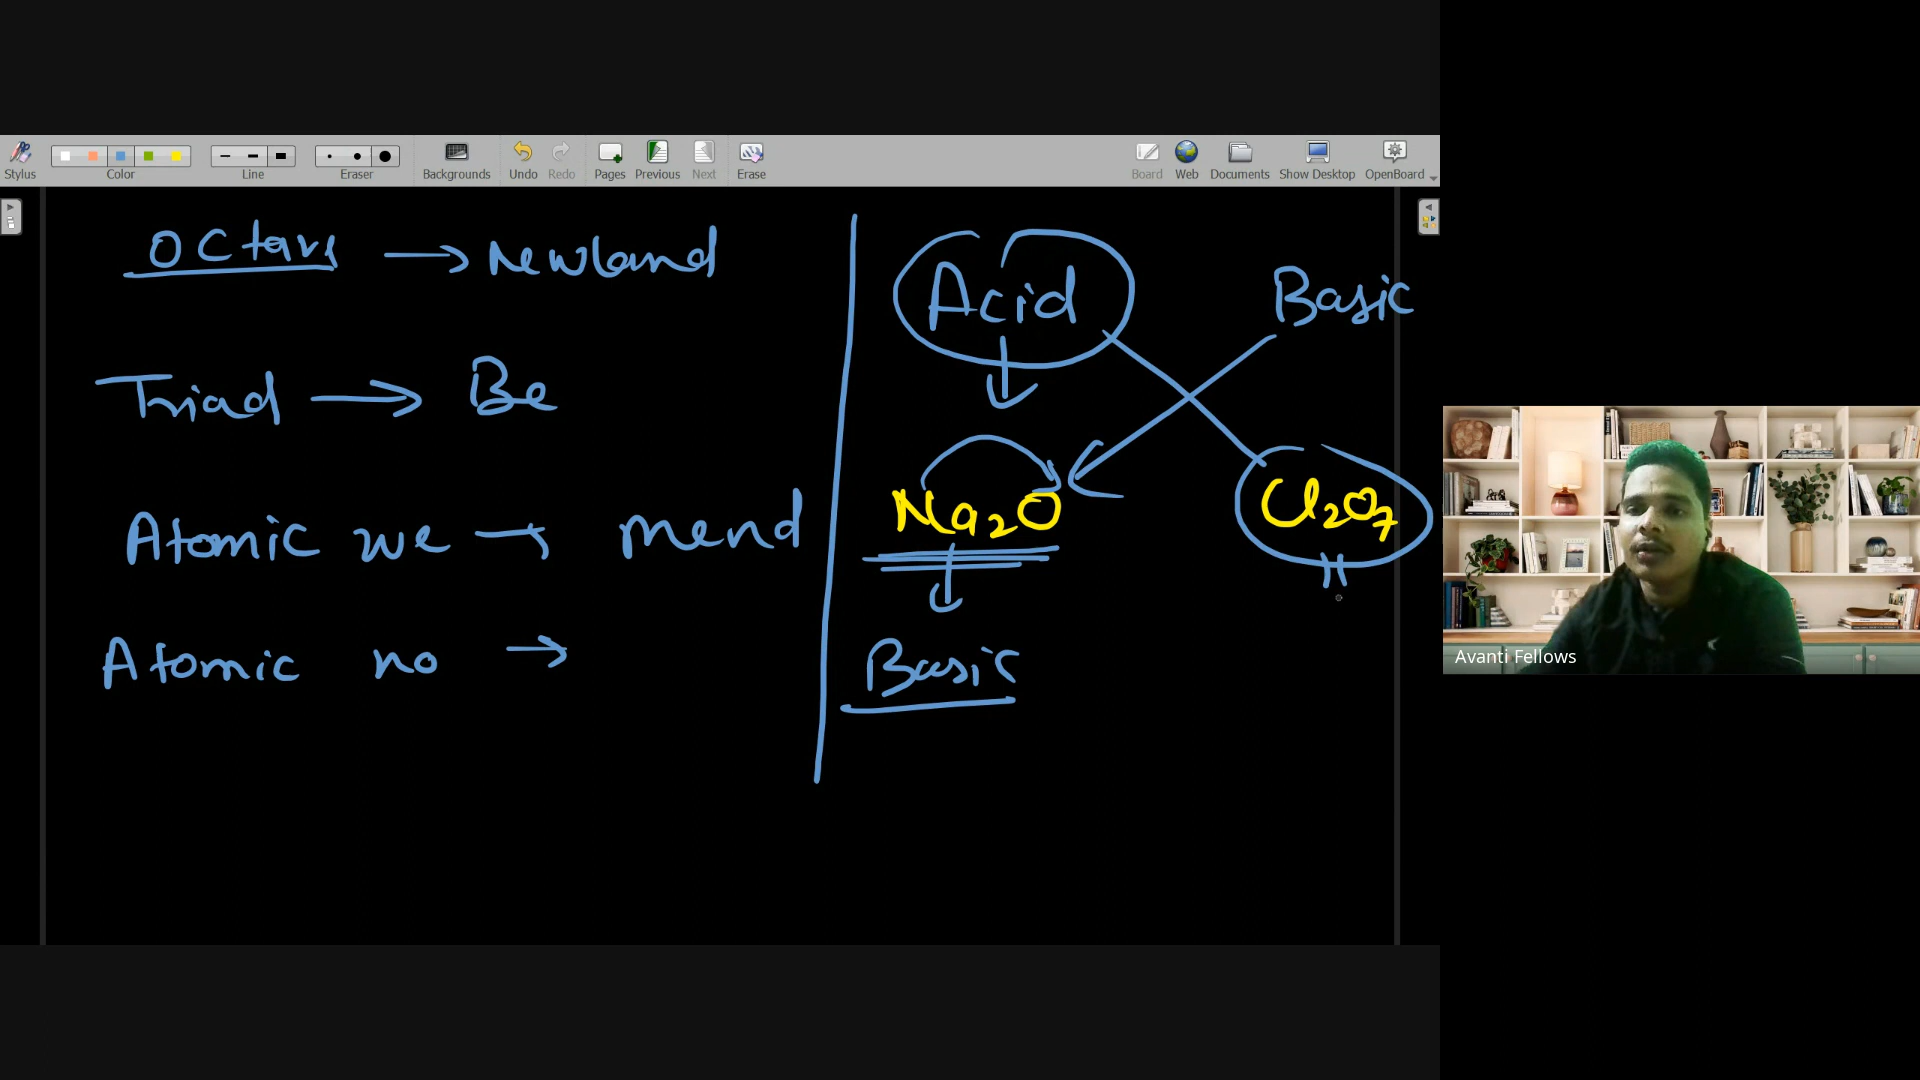 Stylus Color Line Eraser Backgrounds Undo Redo Pages Previous Next Erase Board Web Documents Show Desktop OpenBoard
Octavs → Newland
Triad → Be
Atomic we → mend
Atomic no →
Acid Basic
Na2O Cl2O7
Basic
Avanti Fellows